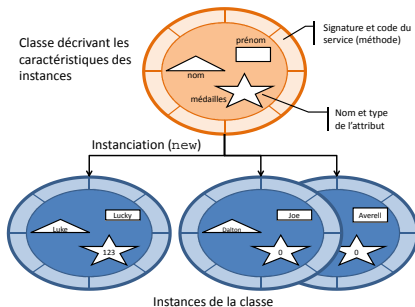 Classe décrivant les
caractéristiques des
instances
prénom
nom
médailles
Signature et code du
service (méthode)
Nom et type
de l'attribut
Instanciation (new)
Lucky
Luke
123
Joe
Dalton
0
Averell
0
Instances de la classe